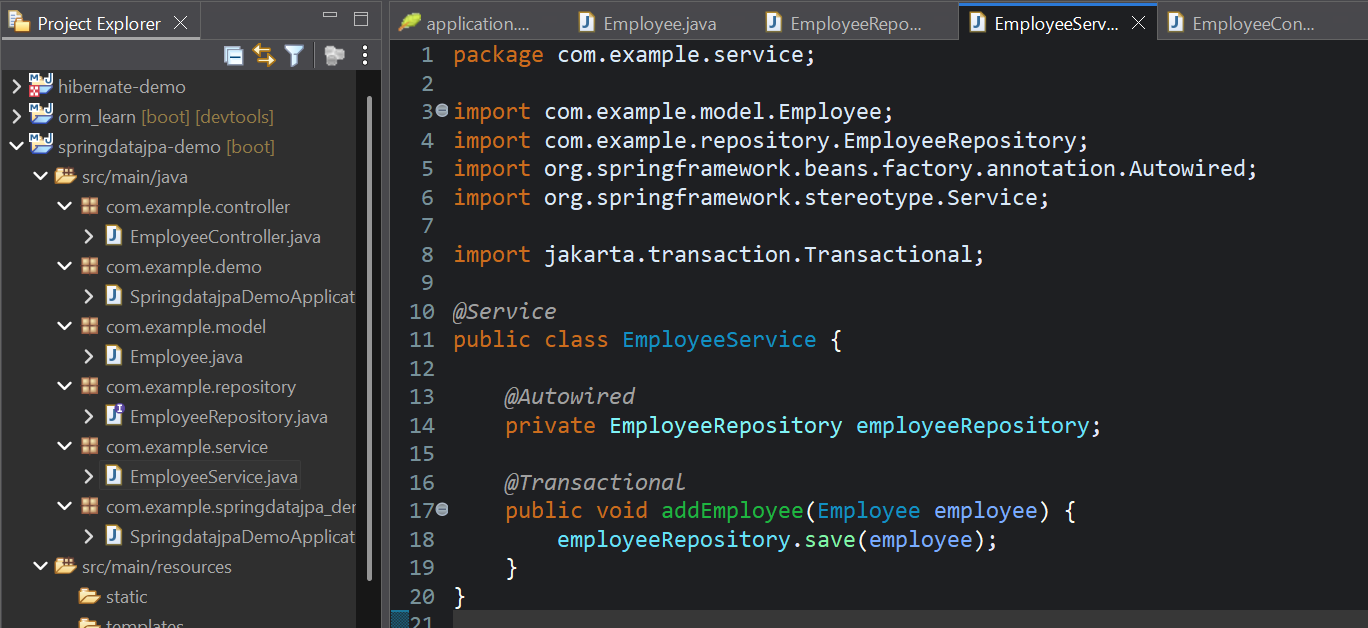 Project Explorer
hibernate-demo
orm_learn [boot] [devtools]
springdatajpa-demo [boot]
src/main/java
com.example.controller
EmployeeController.java
com.example.demo
SpringdatajpaDemoApplicat
com.example.model
Employee.java
com.example.repository
EmployeeRepository.java
com.example.service
EmployeeService.java
com.example.springdatajpa_der
SpringdatajpaDemoApplicat
src/main/resources
static
templates
application.... Employee.java EmployeeRepo... EmployeeServ... EmployeeCon...
1 package com.example.service;
2
3 import com.example.model.Employee;
4 import com.example.repository.EmployeeRepository;
5 import org.springframework.beans.factory.annotation.Autowired;
6 import org.springframework.stereotype.Service;
7
8 import jakarta.transaction.Transactional;
9
10 @Service
11 public class EmployeeService {
12
13 @Autowired
14 private EmployeeRepository employeeRepository;
15
16 @Transactional
17 public void addEmployee(Employee employee) {
18 employeeRepository.save(employee);
19 }
20 }
21